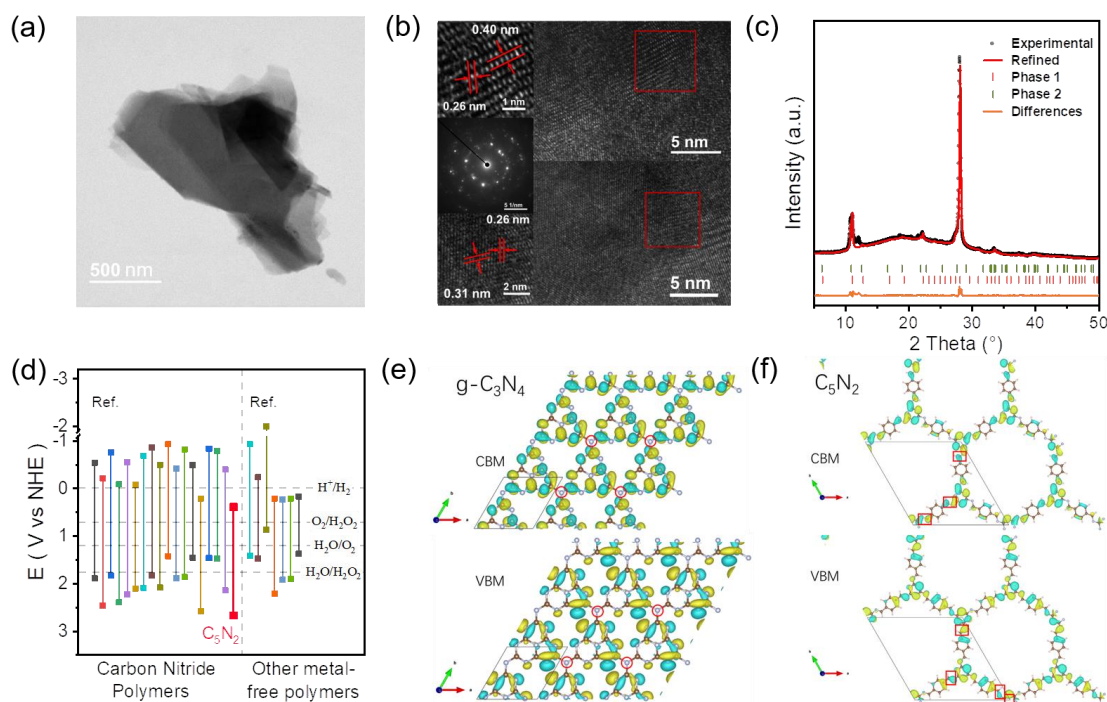 (a)
500 nm
(b)
0.40 nm
0.26 nm
1 nm
5 1/nm
0.26 nm
0.31 nm
2 nm
5 nm
5 nm
(c)
Experimental
Refined
Phase 1
Phase 2
Differences
Intensity (a.u.)
10 20 30 40 50
2 Theta (°)
(d)
E ( V vs NHE)
-3
-2
-1
0
1
2
3
Ref.
Ref.
H⁺/H₂
O₂/H₂O₂
H₂O/O₂
H₂O/H₂O₂
C₅N₂
Carbon Nitride
Polymers
Other metal-
free polymers
(e)
g-C₃N₄
CBM
VBM
(f)
C₅N₂
CBM
VBM